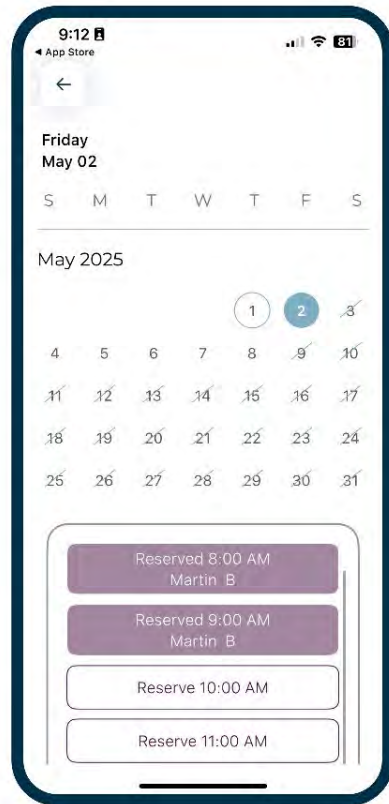 9:12
81
◀ App Store
←
Friday
May 02
S M T W T F S
May 2025
1 2 3
4 5 6 7 8 9 10
11 12 13 14 15 16 17
18 19 20 21 22 23 24
25 26 27 28 29 30 31
Reserved 8:00 AM
Martin B
Reserved 9:00 AM
Martin B
Reserve 10:00 AM
Reserve 11:00 AM